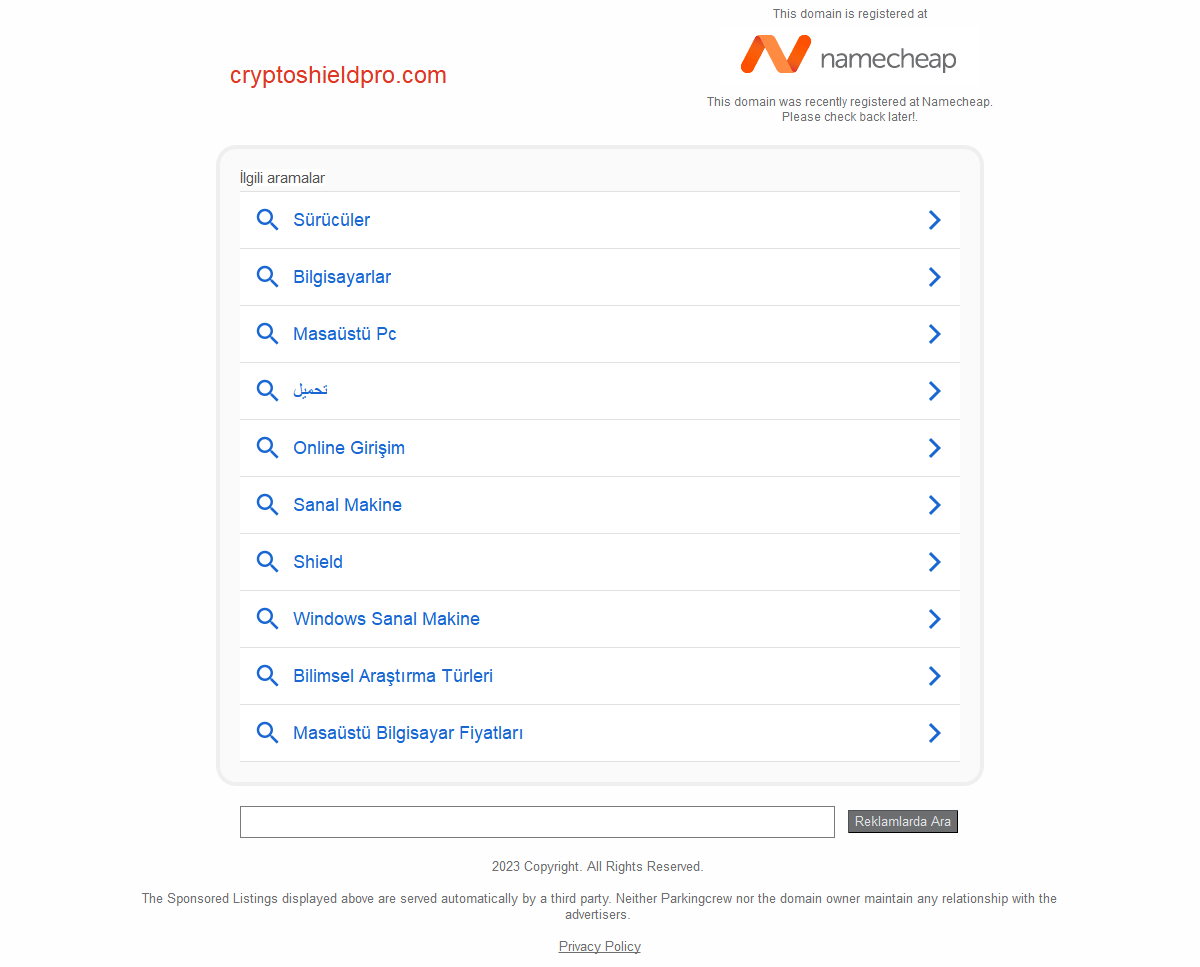 This domain is registered at
namecheap
cryptoshieldpro.com
This domain was recently registered at Namecheap.
Please check back later!.
İlgili aramalar
Sürücüler
Bilgisayarlar
Masaüstü Pc
تحميل
Online Girişim
Sanal Makine
Shield
Windows Sanal Makine
Bilimsel Araştırma Türleri
Masaüstü Bilgisayar Fiyatları
Reklamlarda Ara
2023 Copyright. All Rights Reserved.
The Sponsored Listings displayed above are served automatically by a third party. Neither Parkingcrew nor the domain owner maintain any relationship with the
advertisers.
Privacy Policy